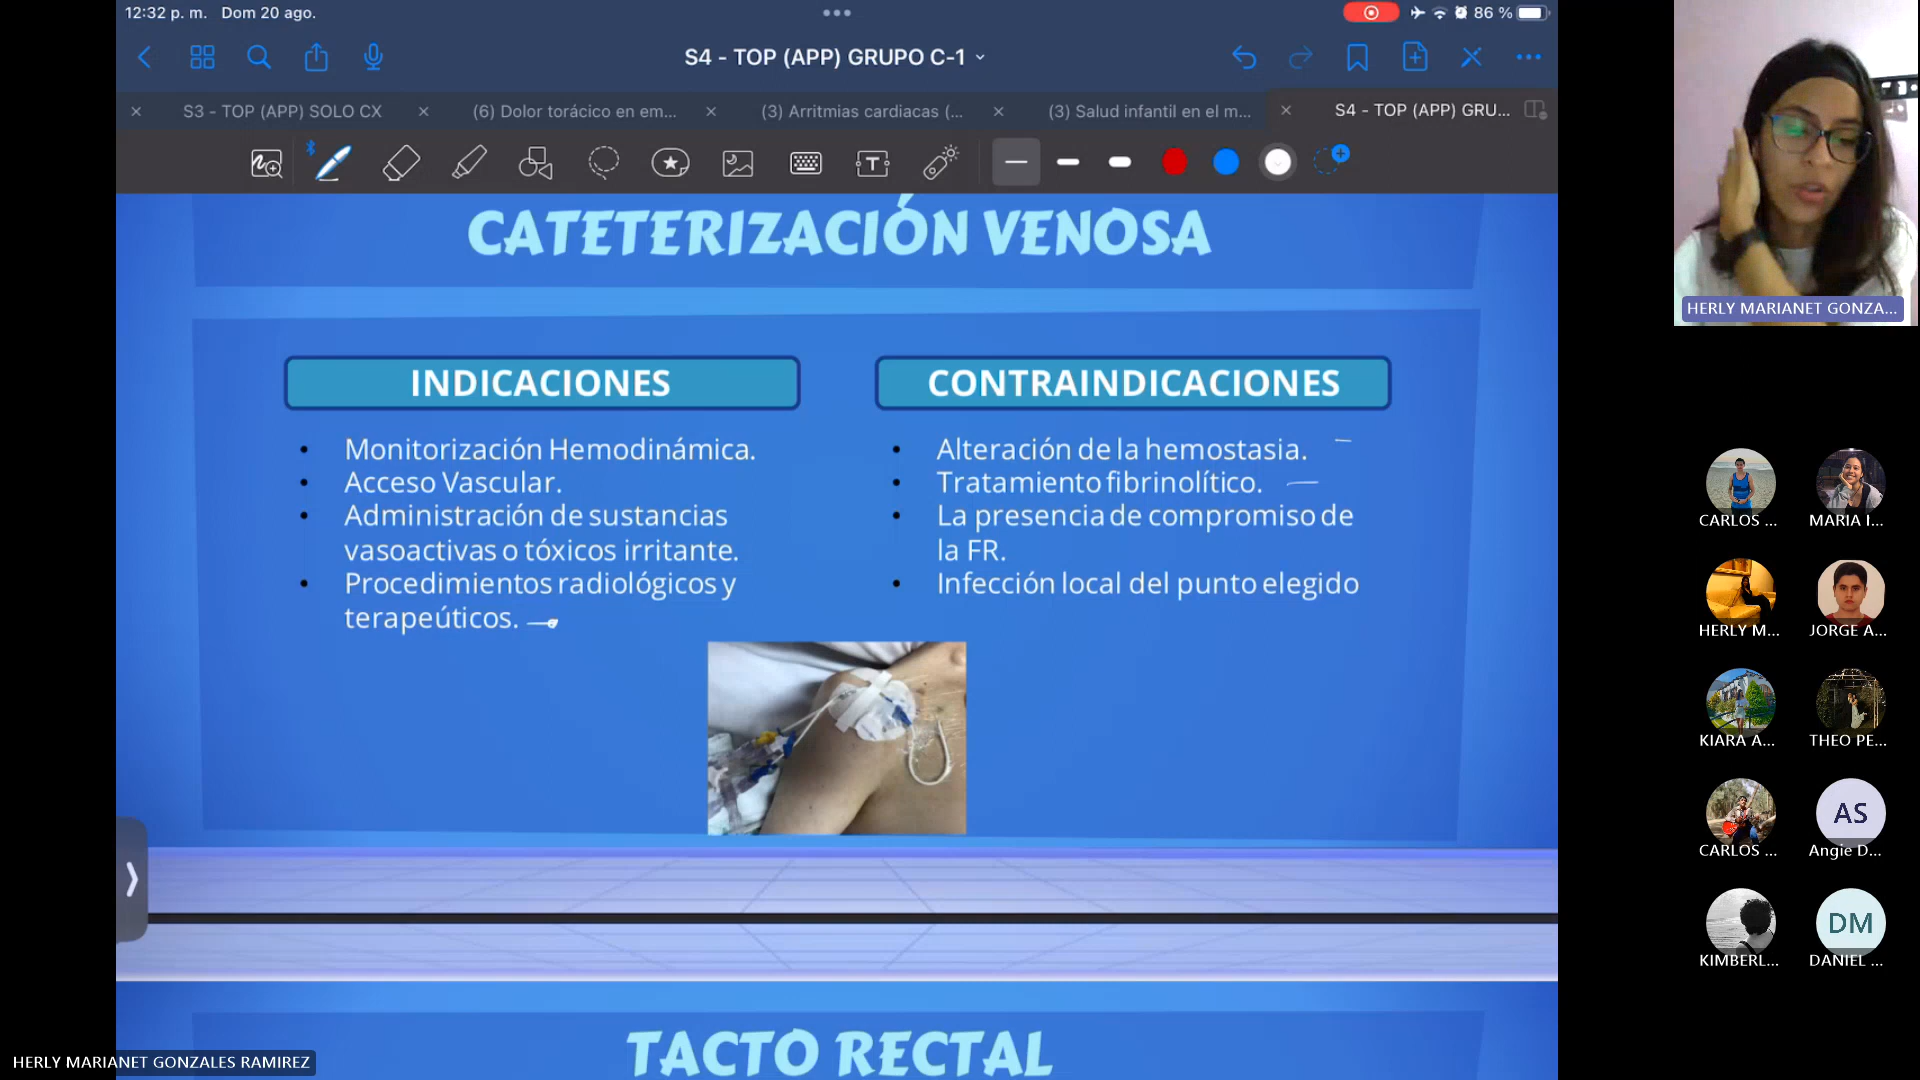 12:32 p. m. Dom 20 ago.
86 %
S4 - TOP (APP) GRUPO C-1
S3 - TOP (APP) SOLO CX
(6) Dolor torácico en em...
(3) Arritmias cardiacas (...
(3) Salud infantil en el m...
S4 - TOP (APP) GRU...
CATETERIZACIÓN VENOSA
INDICACIONES
• Monitorización Hemodinámica.
• Acceso Vascular.
• Administración de sustancias
vasoactivas o tóxicos irritante.
• Procedimientos radiológicos y
terapeúticos.
CONTRAINDICACIONES
• Alteración de la hemostasia.
• Tratamiento fibrinolítico.
• La presencia de compromiso de
la FR.
• Infección local del punto elegido
TACTO RECTAL
HERLY MARIANET GONZALES RAMIREZ
HERLY MARIANET GONZA...
CARLOS ...
MARIA I...
HERLY M...
JORGE A...
KIARA A...
THEO PE...
CARLOS ...
AS
Angie D...
KIMBERL...
DM
DANIEL ...